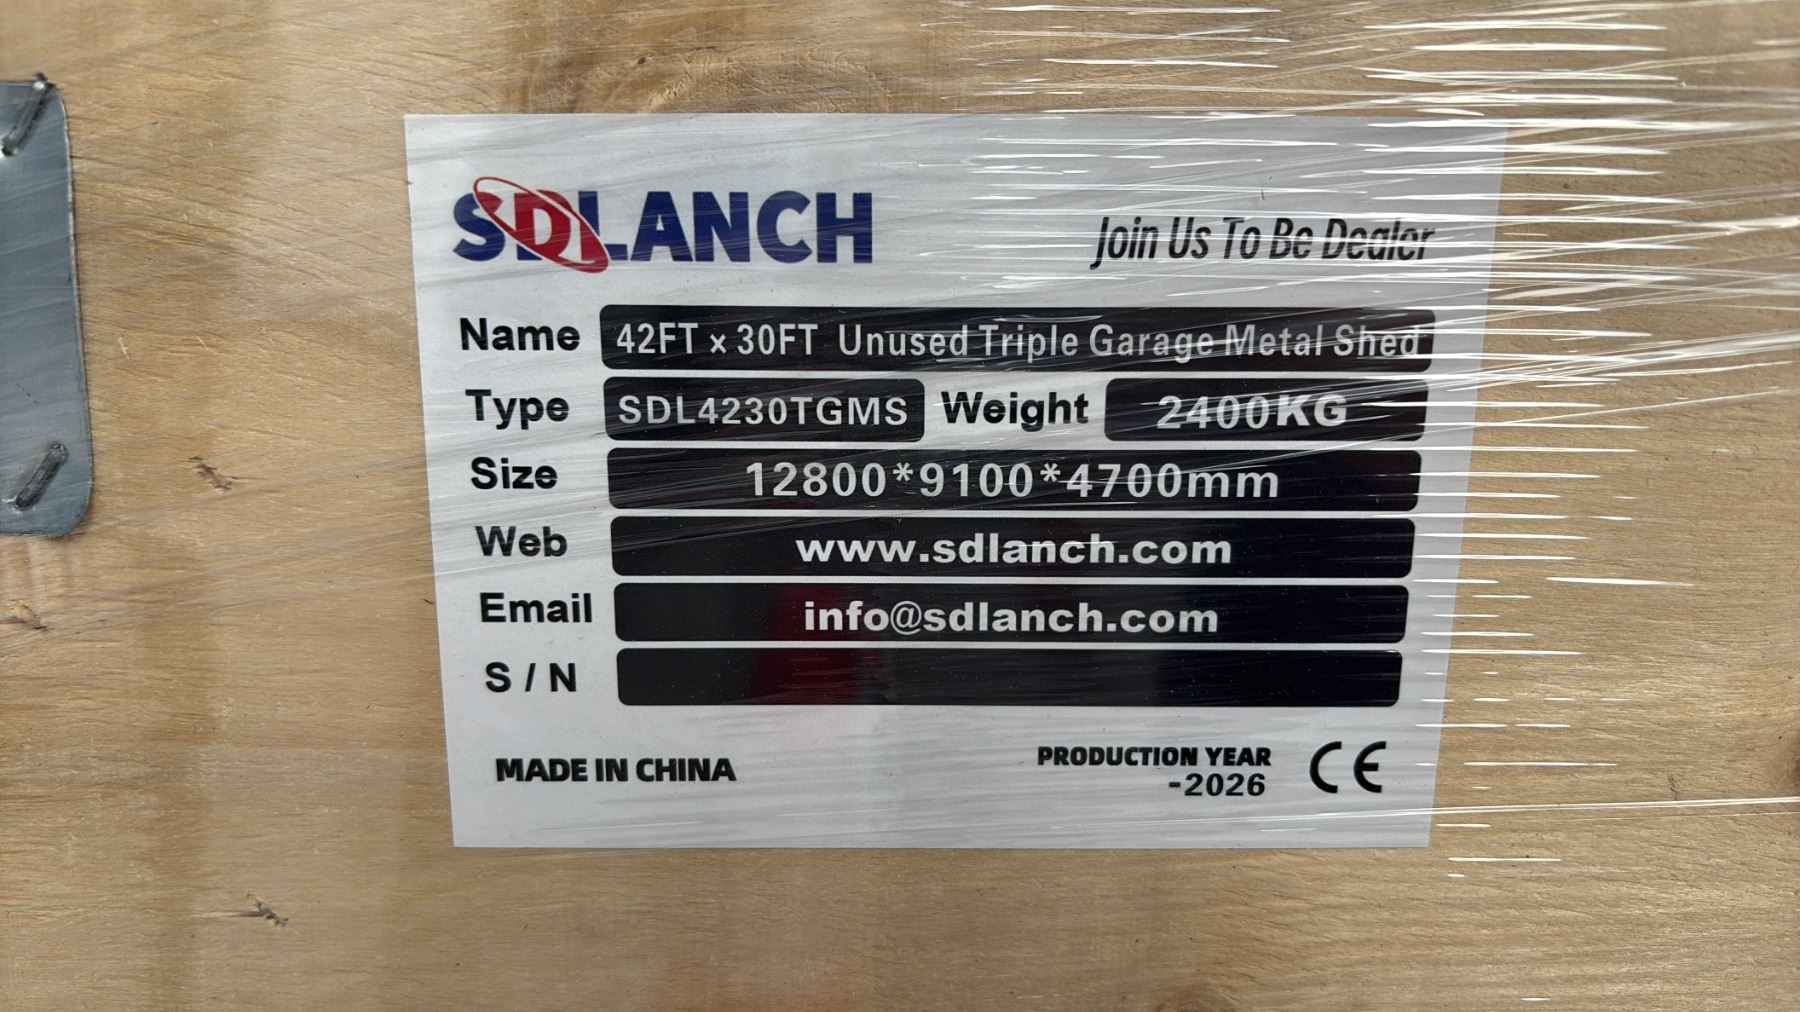 SDLANCH
Join Us To Be Dealer
Name 42FT × 30FT Unused Triple Garage Metal Shed
Type SDL4230TGMS Weight 2400KG
Size 12800*9100*4700mm
Web www.sdlanch.com
Email info@sdlanch.com
S / N
MADE IN CHINA
PRODUCTION YEAR
-2026
CE